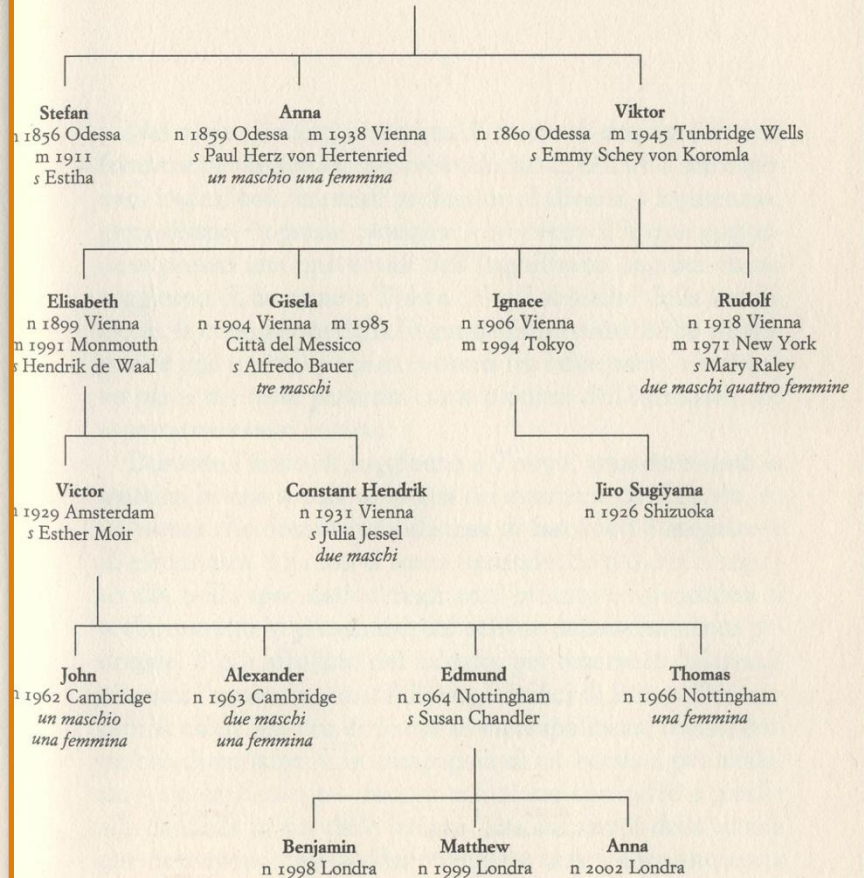 Stefan
n 1856 Odessa
m 1911
s Estiha
Anna
n 1859 Odessa m 1938 Vienna
s Paul Herz von Hertenried
un maschio una femmina
Viktor
n 1860 Odessa m 1945 Tunbridge Wells
s Emmy Schey von Koromla
Elisabeth
n 1899 Vienna
m 1991 Monmouth
s Hendrik de Waal
Gisela
n 1904 Vienna m 1985
Città del Messico
s Alfredo Bauer
tre maschi
Ignace
n 1906 Vienna
m 1994 Tokyo
Rudolf
n 1918 Vienna
m 1971 New York
s Mary Raley
due maschi quattro femmine
Victor
n 1929 Amsterdam
s Esther Moir
Constant Hendrik
n 1931 Vienna
s Julia Jessel
due maschi
Jiro Sugiyama
n 1926 Shizuoka
John
n 1962 Cambridge
un maschio
una femmina
Alexander
n 1963 Cambridge
due maschi
una femmina
Edmund
n 1964 Nottingham
s Susan Chandler
Thomas
n 1966 Nottingham
una femmina
Benjamin
n 1998 Londra
Matthew
n 1999 Londra
Anna
n 2002 Londra